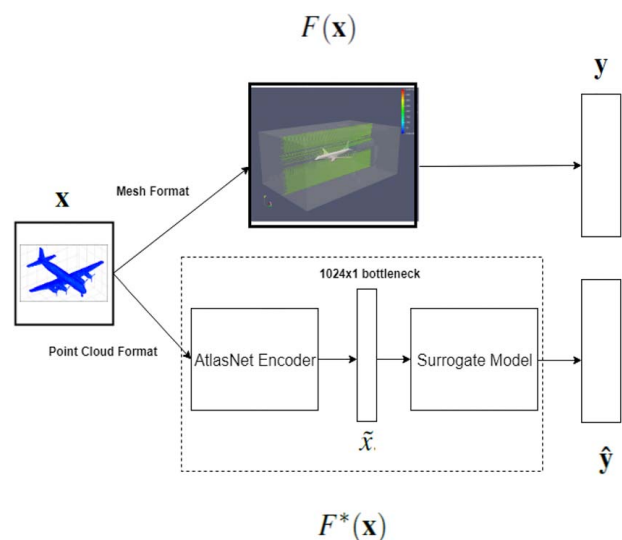 F(x)
y
Mesh Format
x
1024x1 bottleneck
Point Cloud Format
AtlasNet Encoder
Surrogate Model
x̃.
ŷ
F*(x)